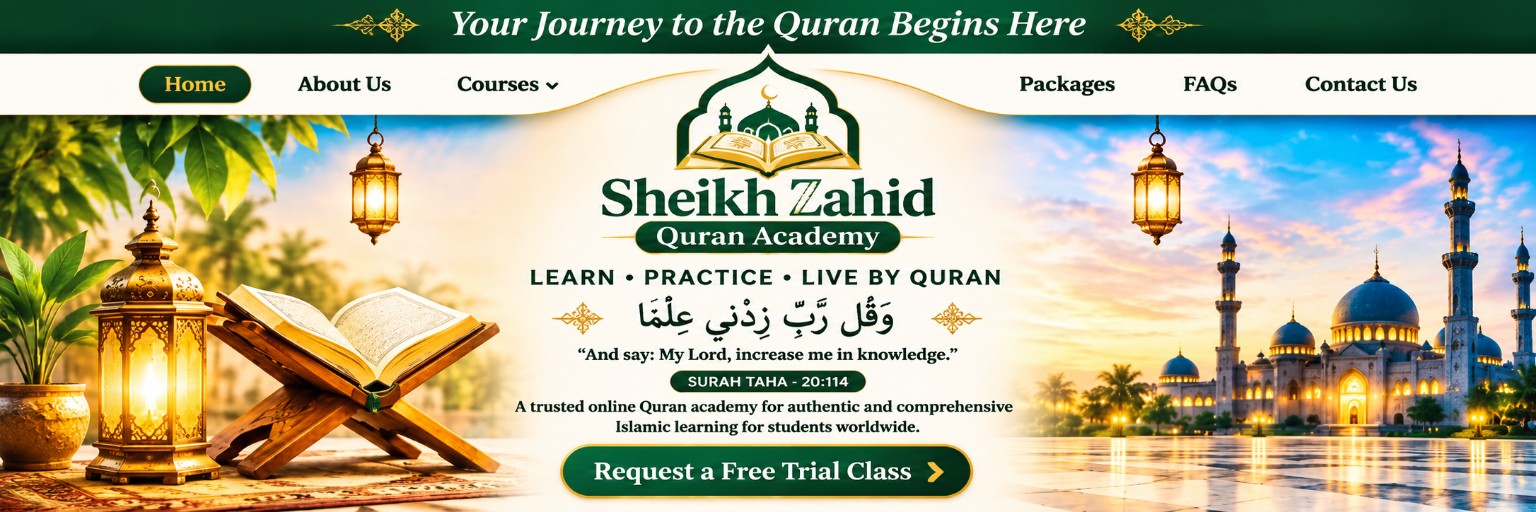 Your Journey to the Quran Begins Here
Home
About Us
Courses
Packages
FAQs
Contact Us
Sheikh Zahid
Quran Academy
LEARN • PRACTICE • LIVE BY QURAN
وَقُل رَّبِّ زِدْني عِلْمَّا
“And say: My Lord, increase me in knowledge.”
SURAH TAHA - 20:114
A trusted online Quran academy for authentic and comprehensive
Islamic learning for students worldwide.
Request a Free Trial Class